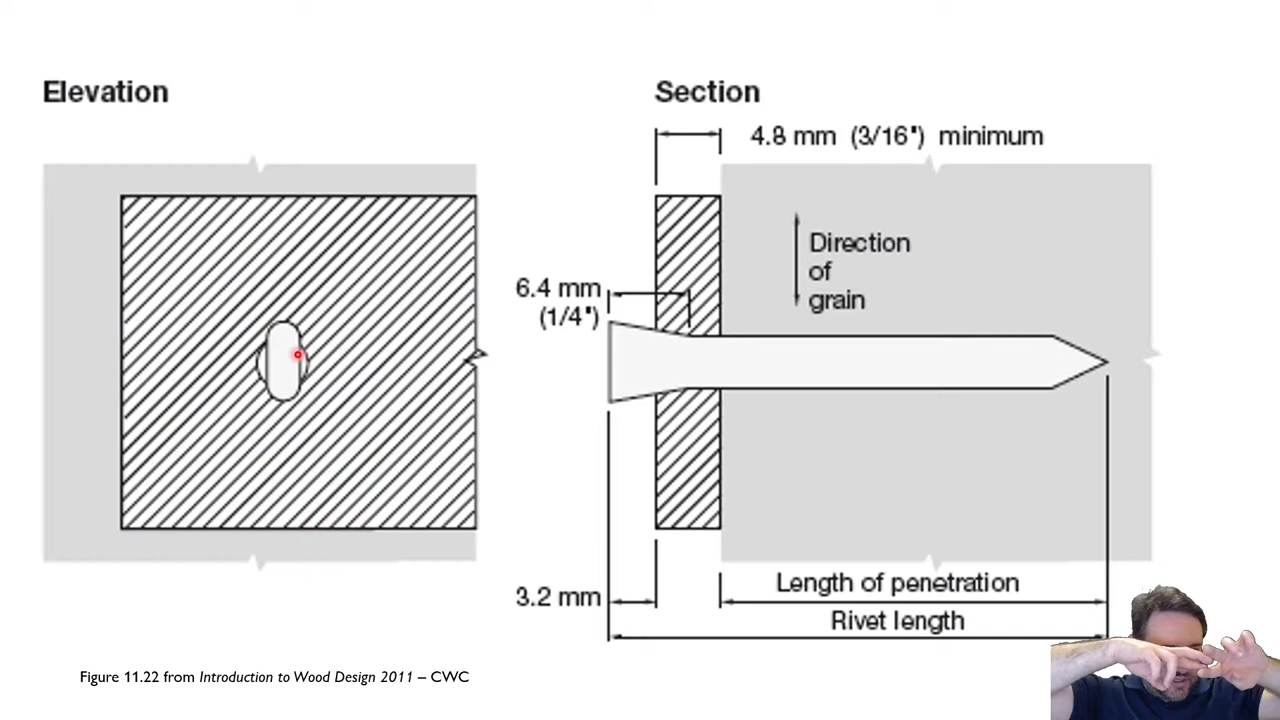 Elevation
Section
4.8 mm (3/16") minimum
Direction
of
grain
6.4 mm
(1/4")
3.2 mm
Length of penetration
Rivet length
Figure 11.22 from Introduction to Wood Design 2011 – CWC